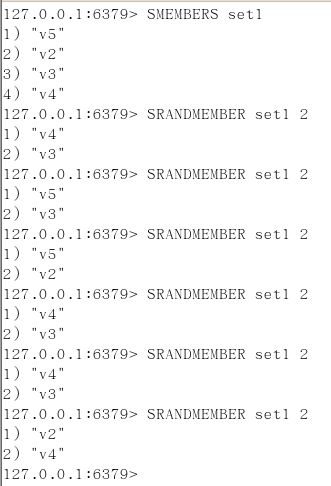 127.0.0.1:6379> SMEMBERS set1
1) "v5"
2) "v2"
3) "v3"
4) "v4"
127.0.0.1:6379> SRANDMEMBER set1 2
1) "v4"
2) "v3"
127.0.0.1:6379> SRANDMEMBER set1 2
1) "v5"
2) "v3"
127.0.0.1:6379> SRANDMEMBER set1 2
1) "v5"
2) "v2"
127.0.0.1:6379> SRANDMEMBER set1 2
1) "v4"
2) "v3"
127.0.0.1:6379> SRANDMEMBER set1 2
1) "v4"
2) "v3"
127.0.0.1:6379> SRANDMEMBER set1 2
1) "v2"
2) "v4"
127.0.0.1:6379>